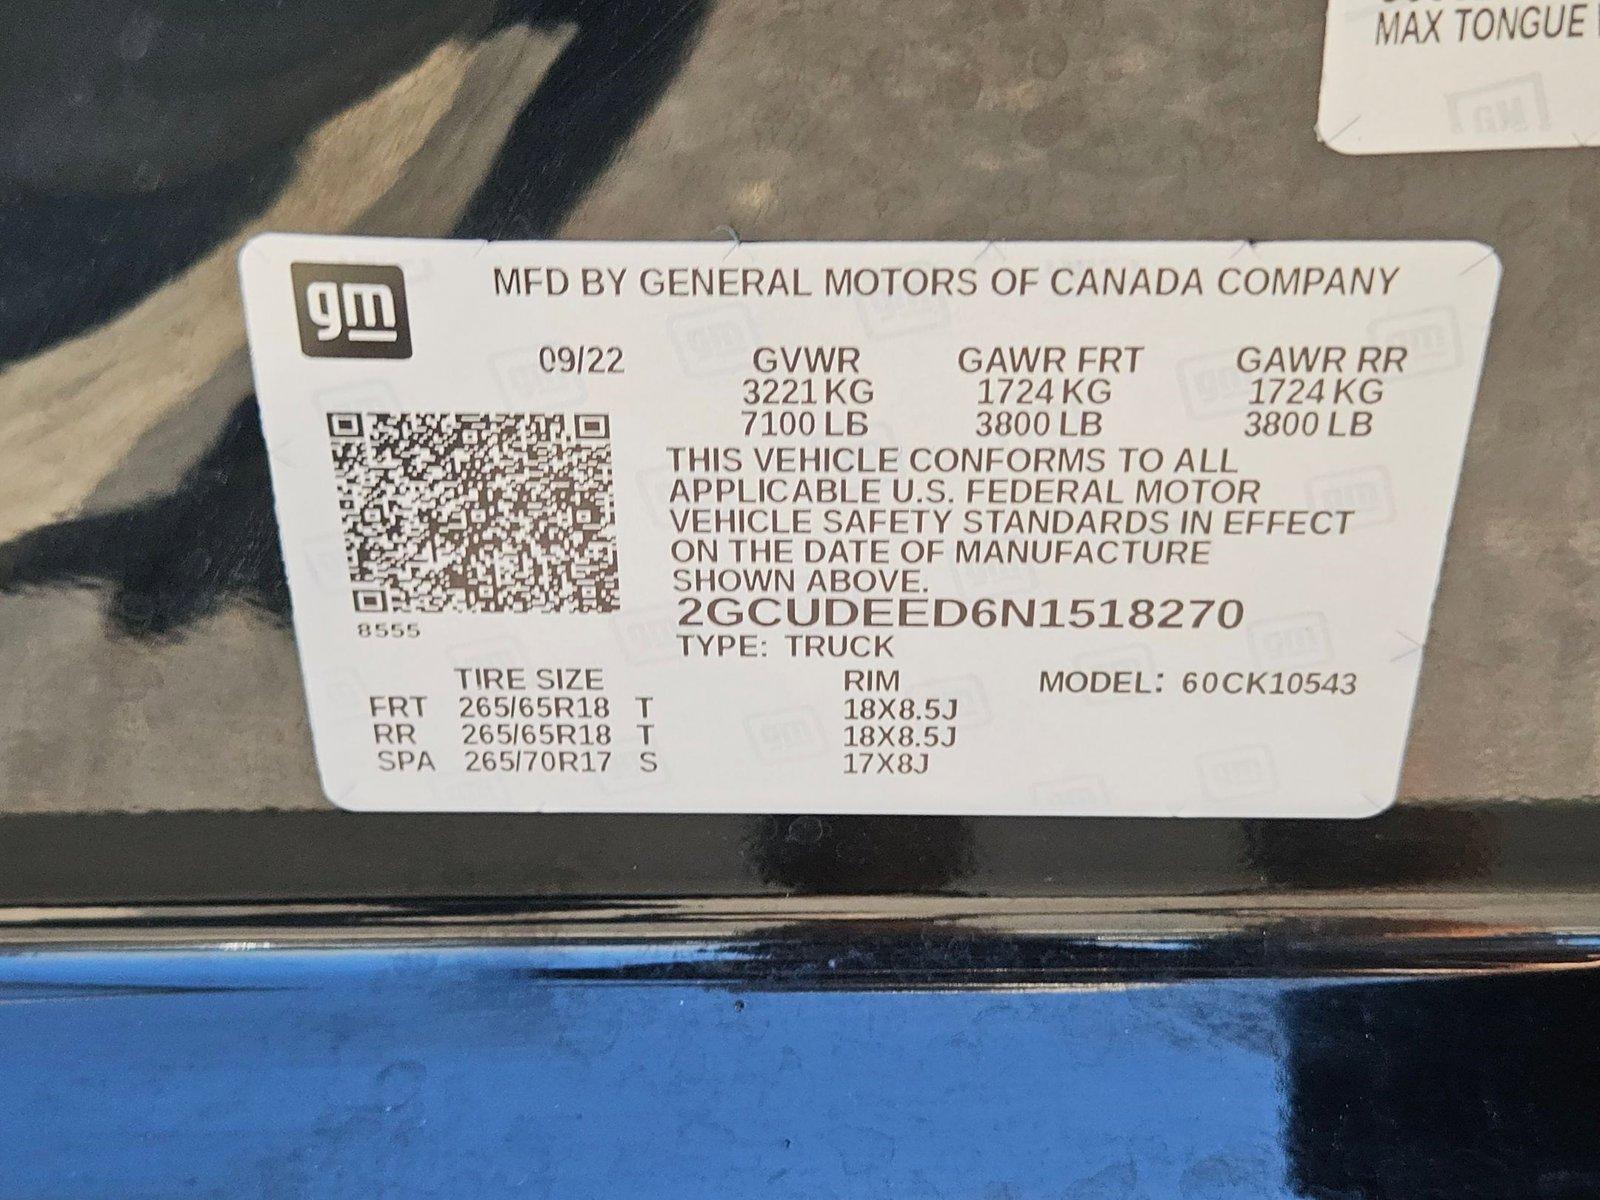 MAX TONGUE
gm
MFD BY GENERAL MOTORS OF CANADA COMPANY
09/22 GVWR GAWR FRT GAWR RR
3221 KG 1724 KG 1724 KG
7100 LB 3800 LB 3800 LB
THIS VEHICLE CONFORMS TO ALL
APPLICABLE U.S. FEDERAL MOTOR
VEHICLE SAFETY STANDARDS IN EFFECT
ON THE DATE OF MANUFACTURE
SHOWN ABOVE.
2GCUDEED6N1518270
8555
TYPE: TRUCK
TIRE SIZE RIM MODEL: 60CK10543
FRT 265/65R18 T 18X8.5J
RR 265/65R18 T 18X8.5J
SPA 265/70R17 S 17X8J